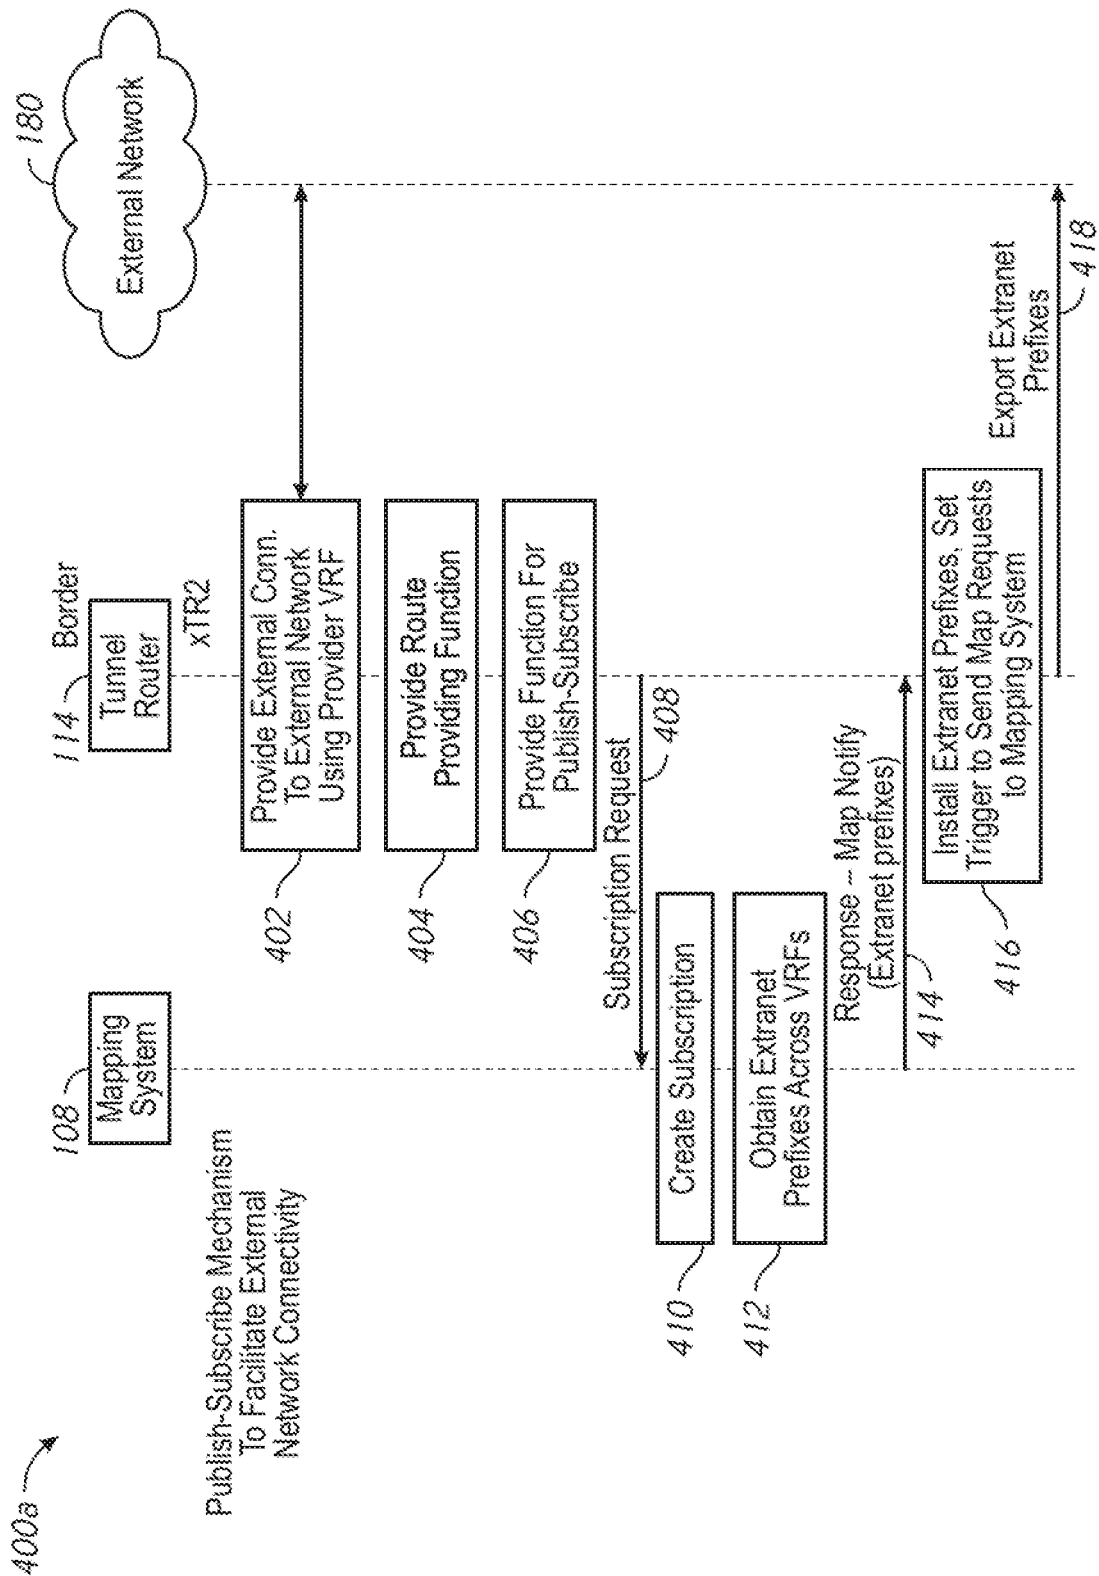 400a
Publish-Subscribe Mechanism
To Facilitate External
Network Connectivity
108
Mapping
System
114
Border
Tunnel
Router
xTR2
180
External Network
Provide External Conn.
To External Network
Using Provider VRF
402
Provide Route
Providing Function
404
Provide Function For
Publish-Subscribe
406
Subscription Request
408
Create Subscription
410
Obtain Extranet
Prefixes Across VRFs
412
Response – Map Notify
(Extranet prefixes)
414
Install Extranet Prefixes, Set
Trigger to Send Map Requests
to Mapping System
416
Export Extranet
Prefixes
418